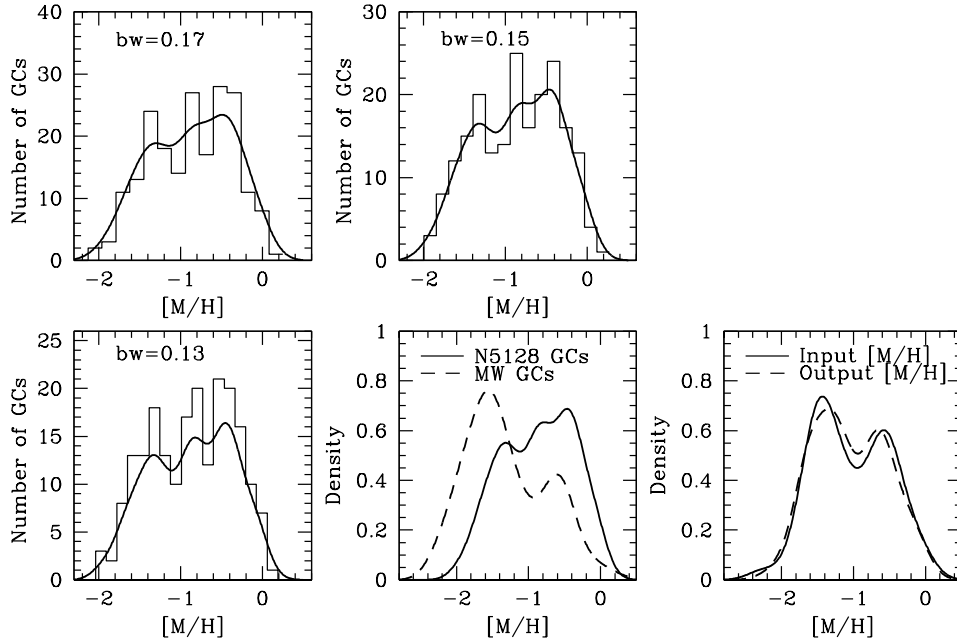 40
30
20
10
0
Number of GCs
bw=0.17
-2 -1 0
[M/H]
30
20
10
0
Number of GCs
bw=0.15
-2 -1 0
[M/H]
25
20
15
10
5
0
Number of GCs
bw=0.13
-2 -1 0
[M/H]
1
0.8
0.6
0.4
0.2
0
Density
N5128 GCs
MW GCs
-2 -1 0
[M/H]
1
0.8
0.6
0.4
0.2
0
Density
Input [M/H]
Output [M/H]
-2 -1 0
[M/H]